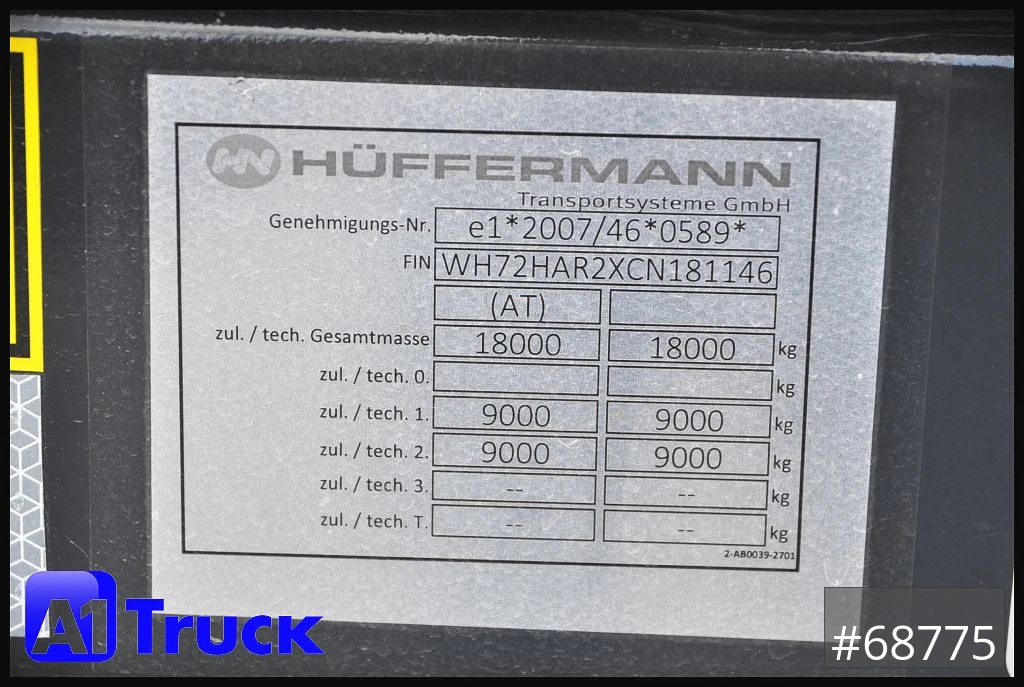 HN HÜFFERMANN
Transportsysteme GmbH
Genehmigungs-Nr. e1*2007/46*0589*
FIN WH72HAR2XCN181146
(AT)
zul. / tech. Gesamtmasse 18000 18000 kg
zul. / tech. 0. kg
zul. / tech. 1. 9000 9000 kg
zul. / tech. 2. 9000 9000 kg
zul. / tech. 3. -- -- kg
zul. / tech. T. -- -- kg
2-AB0039-2701
A1 Truck
#68775